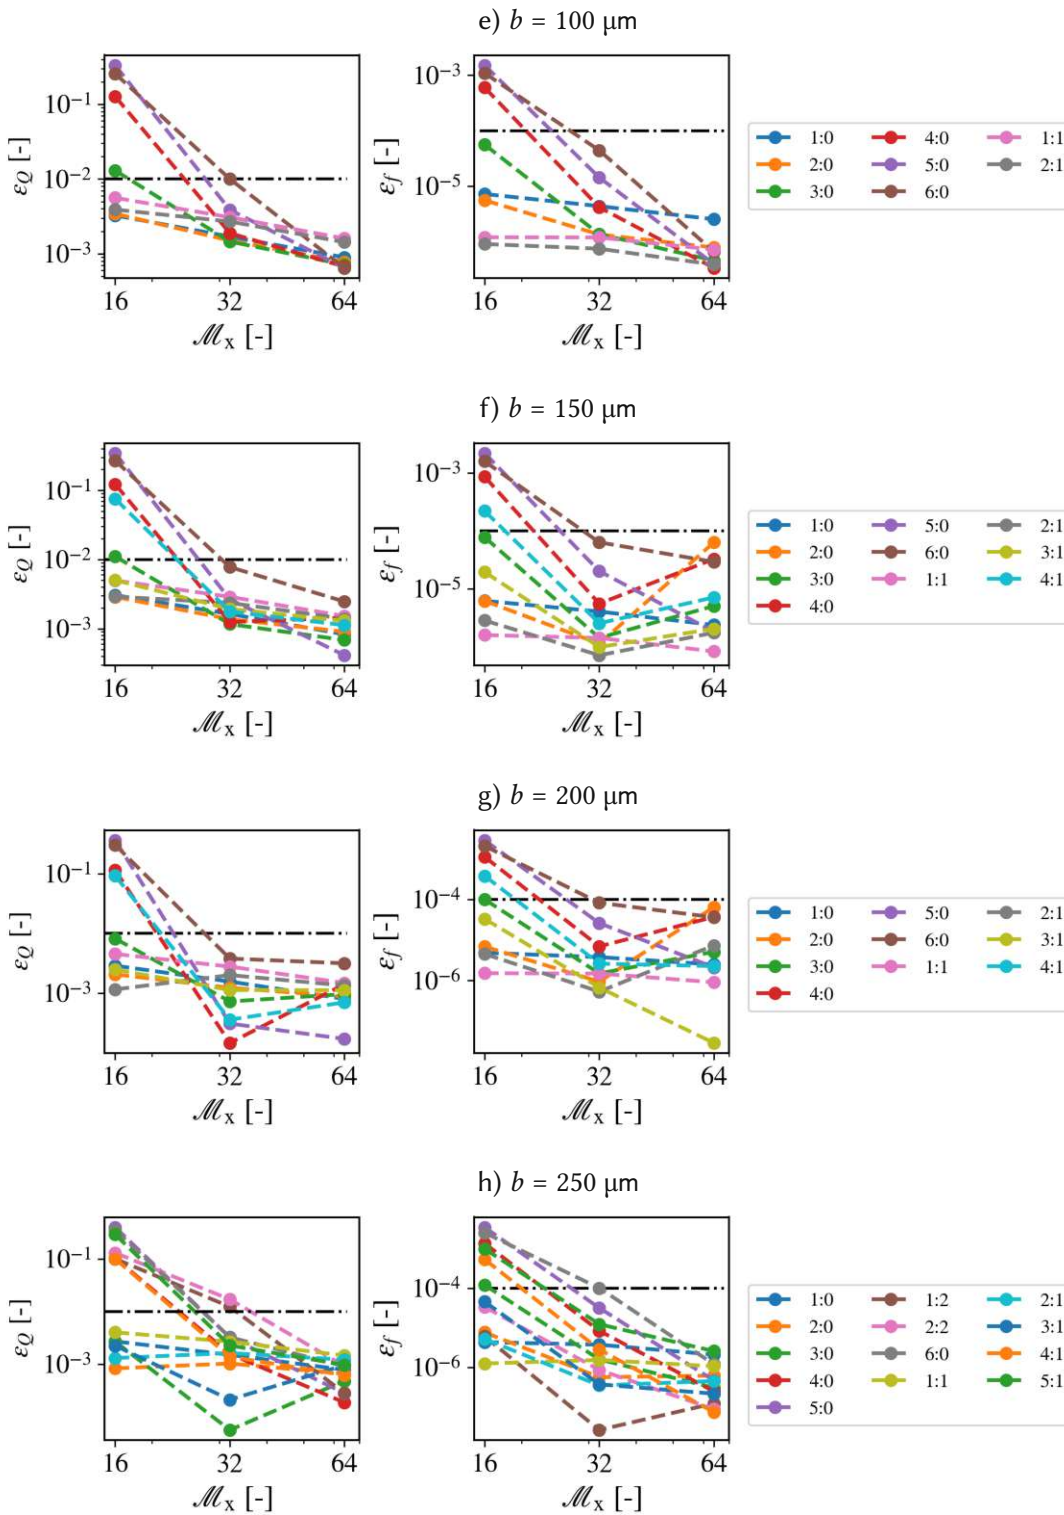 e) b = 100 µm
10⁻¹
10⁻²
10⁻³
ε_Q [-]
16 32 64
ℳ_x [-]
10⁻³
10⁻⁵
ε_f [-]
16 32 64
ℳ_x [-]
1:0 4:0 1:1
2:0 5:0 2:1
3:0 6:0
f) b = 150 µm
10⁻¹
10⁻²
10⁻³
ε_Q [-]
16 32 64
ℳ_x [-]
10⁻³
10⁻⁵
ε_f [-]
16 32 64
ℳ_x [-]
1:0 5:0 2:1
2:0 6:0 3:1
3:0 1:1 4:1
4:0
g) b = 200 µm
10⁻¹
10⁻³
ε_Q [-]
16 32 64
ℳ_x [-]
10⁻⁴
10⁻⁶
ε_f [-]
16 32 64
ℳ_x [-]
1:0 5:0 2:1
2:0 6:0 3:1
3:0 1:1 4:1
4:0
h) b = 250 µm
10⁻¹
10⁻³
ε_Q [-]
16 32 64
ℳ_x [-]
10⁻⁴
10⁻⁶
ε_f [-]
16 32 64
ℳ_x [-]
1:0 1:2 2:1
2:0 2:2 3:1
3:0 6:0 4:1
4:0 1:1 5:1
5:0